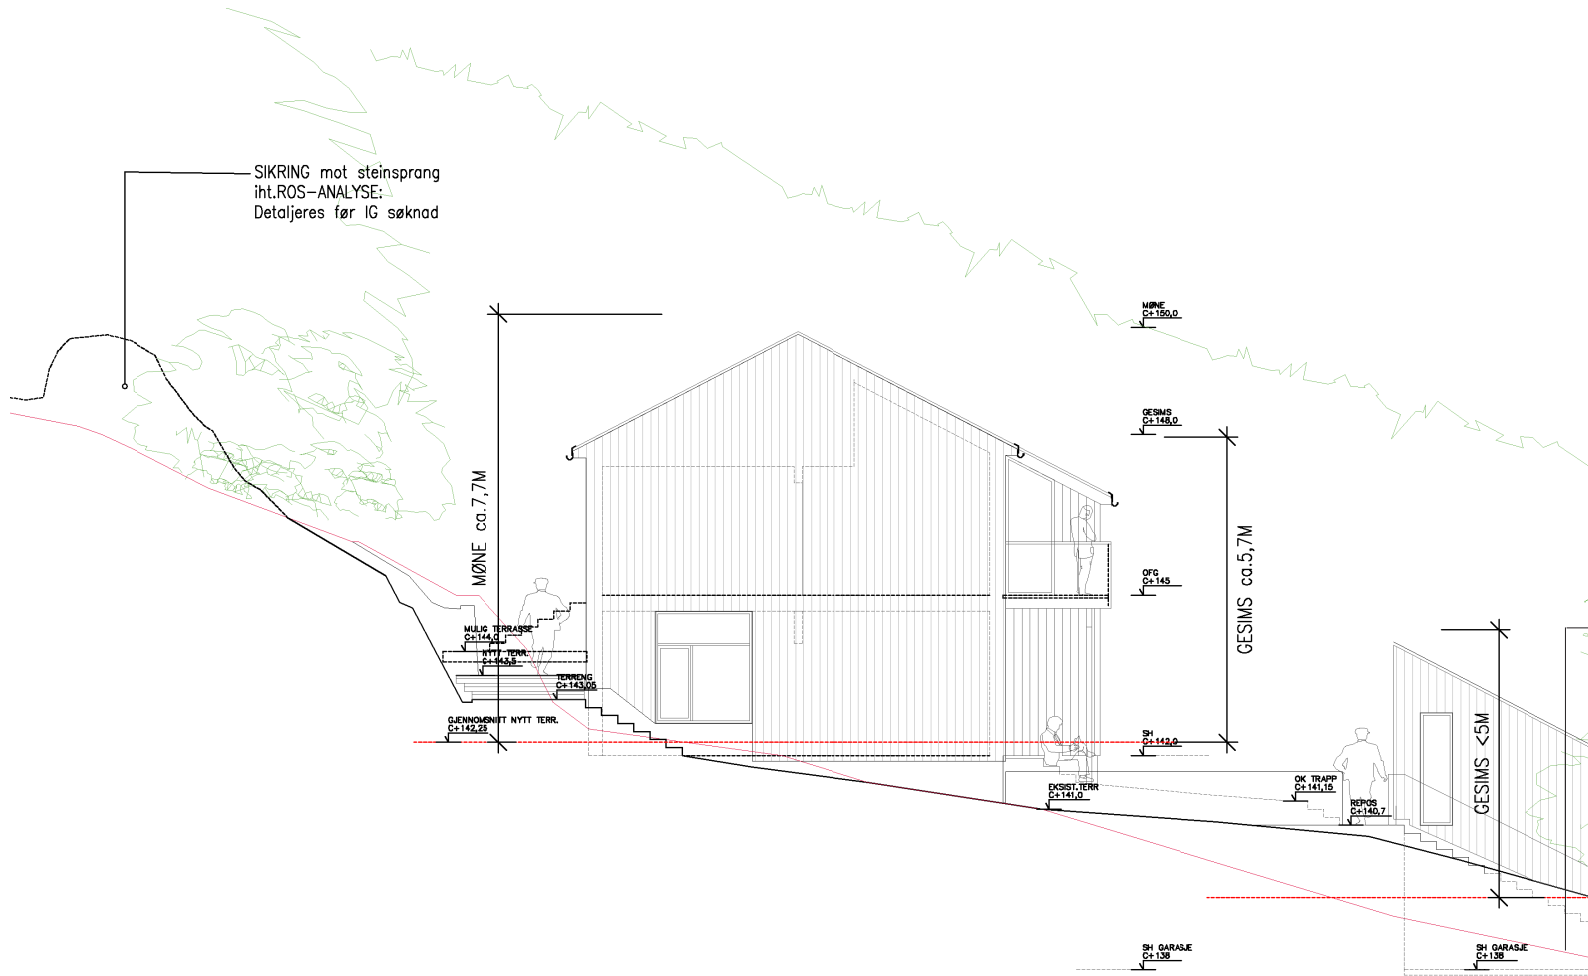 SIKRING mot steinsprang
iht.ROS-ANALYSE:
Detaljeres før IG søknad
MØNE
C+150,0
GESIMS
C+148,0
MØNE ca.7,7M
GESIMS ca.5,7M
OFG
C+145
MULIG TERRASSE
C+144,0
NYTT TERR.
C+143,5
TERRENG
C+143,05
GJENNOMSNITT NYTT TERR.
C+142,25
SH
C+142,0
EKSIST.TERR
C+141,0
OK TRAPP
C+141,15
REPOS
C+140,7
GESIMS <5M
SH GARASJE
C+138
SH GARASJE
C+138